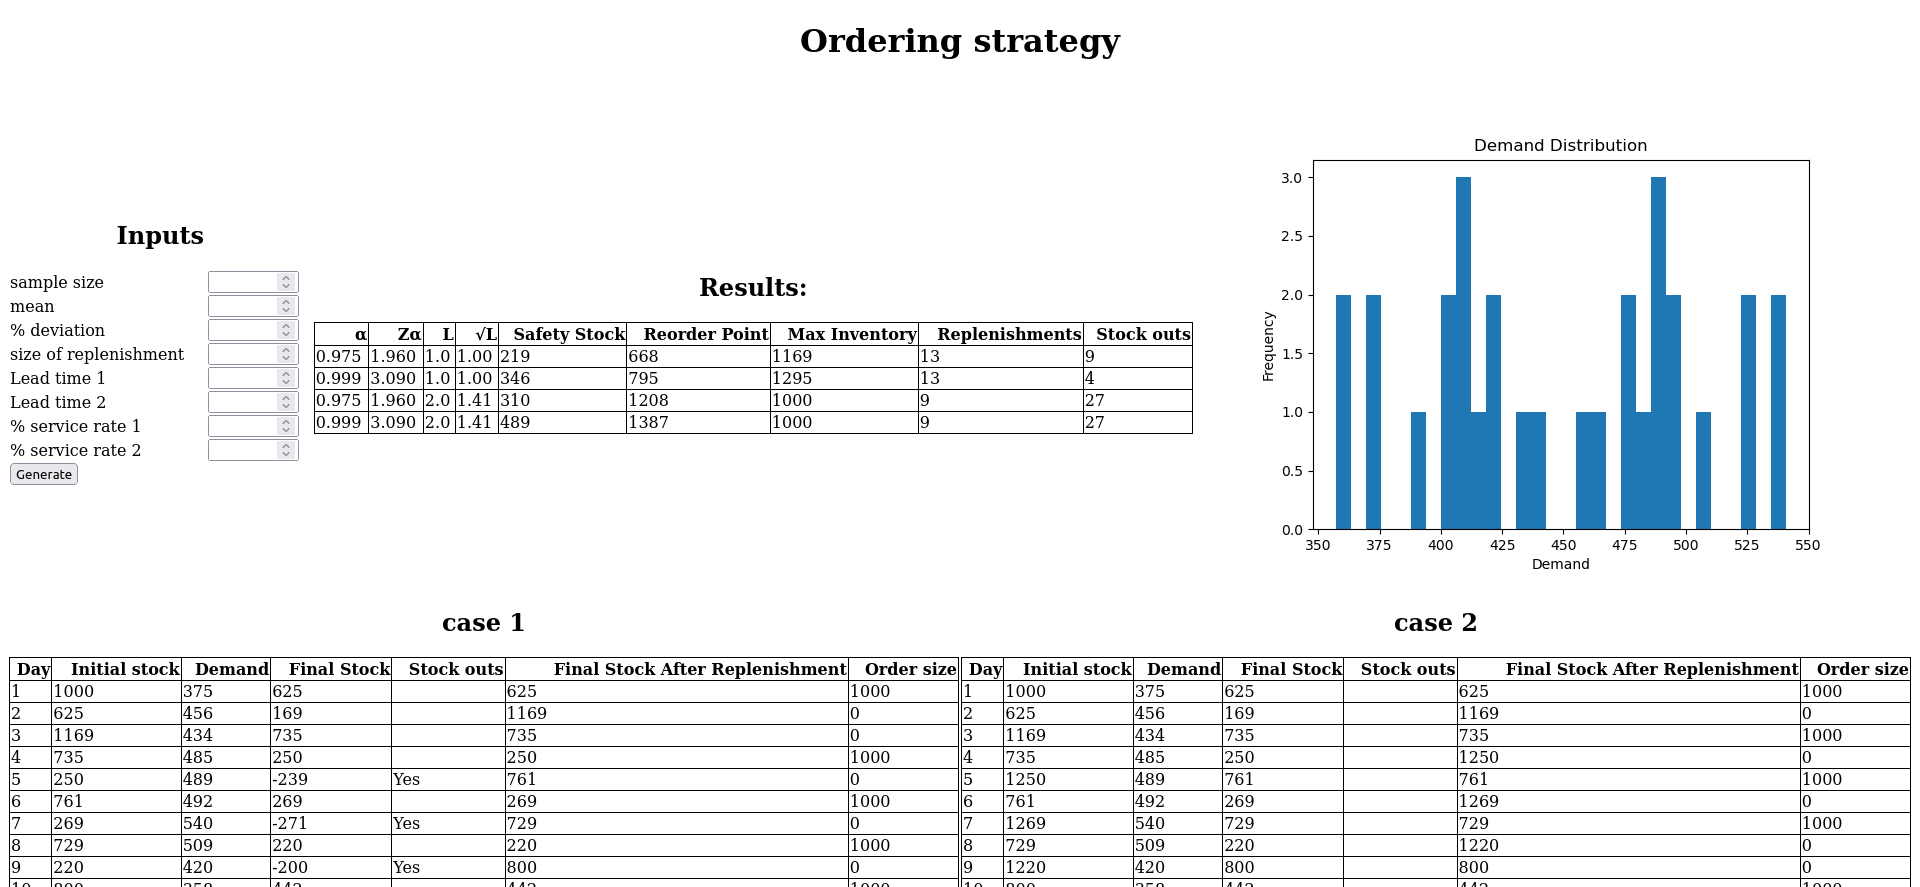 Ordering strategy
Inputs
sample size
mean
% deviation
size of replenishment
Lead time 1
Lead time 2
% service rate 1
% service rate 2
Generate
Results:
α Zα L √L Safety Stock Reorder Point Max Inventory Replenishments Stock outs
0.975 1.960 1.0 1.00 219 668 1169 13 9
0.999 3.090 1.0 1.00 346 795 1295 13 4
0.975 1.960 2.0 1.41 310 1208 1000 9 27
0.999 3.090 2.0 1.41 489 1387 1000 9 27
Demand Distribution
3.0
2.5
2.0
1.5
1.0
0.5
0.0
Frequency
350 375 400 425 450 475 500 525 550
Demand
case 1
Day Initial stock Demand Final Stock Stock outs Final Stock After Replenishment Order size
1 1000 375 625 625 1000
2 625 456 169 1169 0
3 1169 434 735 735 0
4 735 485 250 250 1000
5 250 489 -239 Yes 761 0
6 761 492 269 269 1000
7 269 540 -271 Yes 729 0
8 729 509 220 220 1000
9 220 420 -200 Yes 800 0
10 800 358 442 442 1000
case 2
Day Initial stock Demand Final Stock Stock outs Final Stock After Replenishment Order size
1 1000 375 625 625 1000
2 625 456 169 1169 0
3 1169 434 735 735 1000
4 735 485 250 1250 0
5 1250 489 761 761 1000
6 761 492 269 1269 0
7 1269 540 729 729 1000
8 729 509 220 1220 0
9 1220 420 800 800 0
10 800 358 442 442 1000